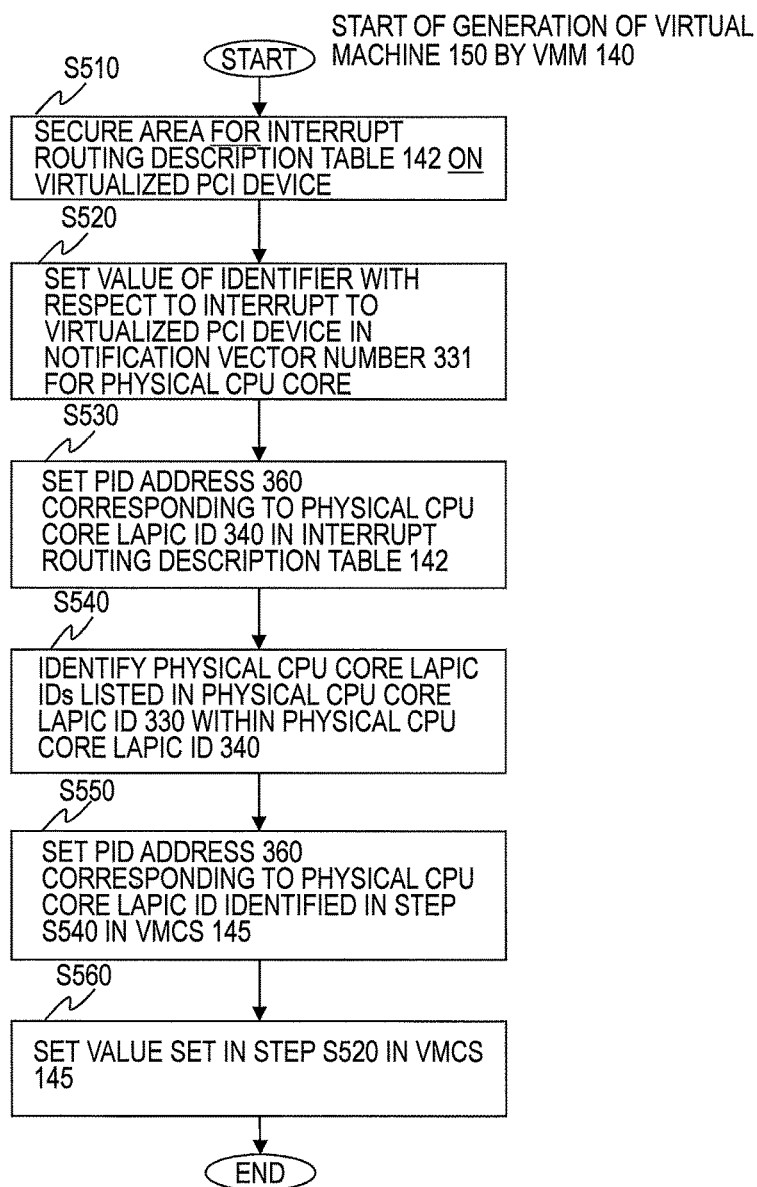 START OF GENERATION OF VIRTUAL
MACHINE 150 BY VMM 140
START
S510
SECURE AREA FOR INTERRUPT
ROUTING DESCRIPTION TABLE 142 ON
VIRTUALIZED PCI DEVICE
S520
SET VALUE OF IDENTIFIER WITH
RESPECT TO INTERRUPT TO
VIRTUALIZED PCI DEVICE IN
NOTIFICATION VECTOR NUMBER 331
FOR PHYSICAL CPU CORE
S530
SET PID ADDRESS 360
CORRESPONDING TO PHYSICAL CPU
CORE LAPIC ID 340 IN INTERRUPT
ROUTING DESCRIPTION TABLE 142
S540
IDENTIFY PHYSICAL CPU CORE LAPIC
IDs LISTED IN PHYSICAL CPU CORE
LAPIC ID 330 WITHIN PHYSICAL CPU
CORE LAPIC ID 340
S550
SET PID ADDRESS 360
CORRESPONDING TO PHYSICAL CPU
CORE LAPIC ID IDENTIFIED IN STEP
S540 IN VMCS 145
S560
SET VALUE SET IN STEP S520 IN VMCS
145
END